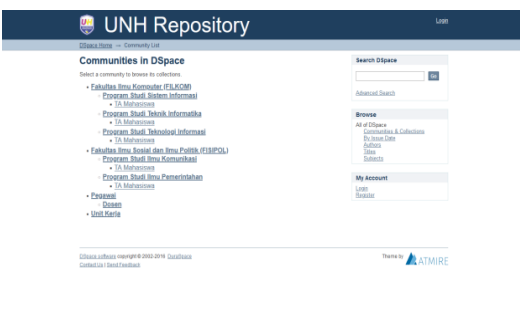 UNH Repository
Login
DSpace Home → Community List
Communities in DSpace
Select a community to browse its collections.
Fakultas Ilmu Komputer (FILKOM)
Program Studi Sistem Informasi
TA Mahasiswa
Program Studi Teknik Informatika
TA Mahasiswa
Program Studi Teknologi Informasi
TA Mahasiswa
Fakultas Ilmu Sosial dan Ilmu Politik (FISIPOL)
Program Studi Ilmu Komunikasi
TA Mahasiswa
Program Studi Ilmu Pemerintahan
TA Mahasiswa
Pegawai
Dosen
Unit Kerja
Search DSpace
Go
Advanced Search
Browse
All of DSpace
Communities & Collections
By Issue Date
Authors
Titles
Subjects
My Account
Login
Register
DSpace software copyright © 2002-2016 DuraSpace
Contact Us | Send Feedback
Theme by ATMIRE